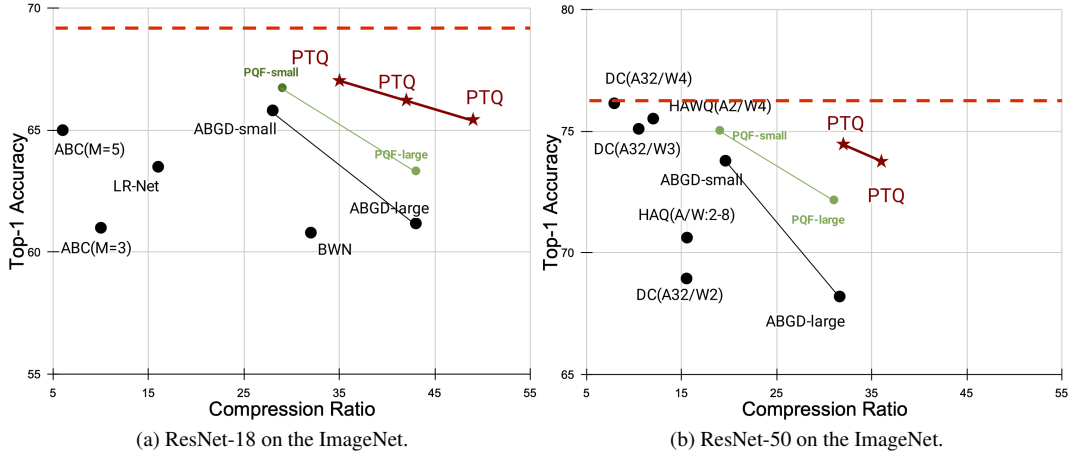 70
65
60
55
Top-1 Accuracy
PTQ
PTQ
PTQ
PQF-small
ABGD-small
ABC(M=5)
PQF-large
LR-Net
ABGD-large
ABC(M=3)
BWN
5
15
25
35
45
55
Compression Ratio
(a) ResNet-18 on the ImageNet.
80
75
70
65
Top-1 Accuracy
DC(A32/W4)
HAWQ(A2/W4)
PTQ
PQF-small
DC(A32/W3)
ABGD-small
PTQ
HAQ(A/W:2-8)
PQF-large
DC(A32/W2)
ABGD-large
5
15
25
35
45
55
Compression Ratio
(b) ResNet-50 on the ImageNet.